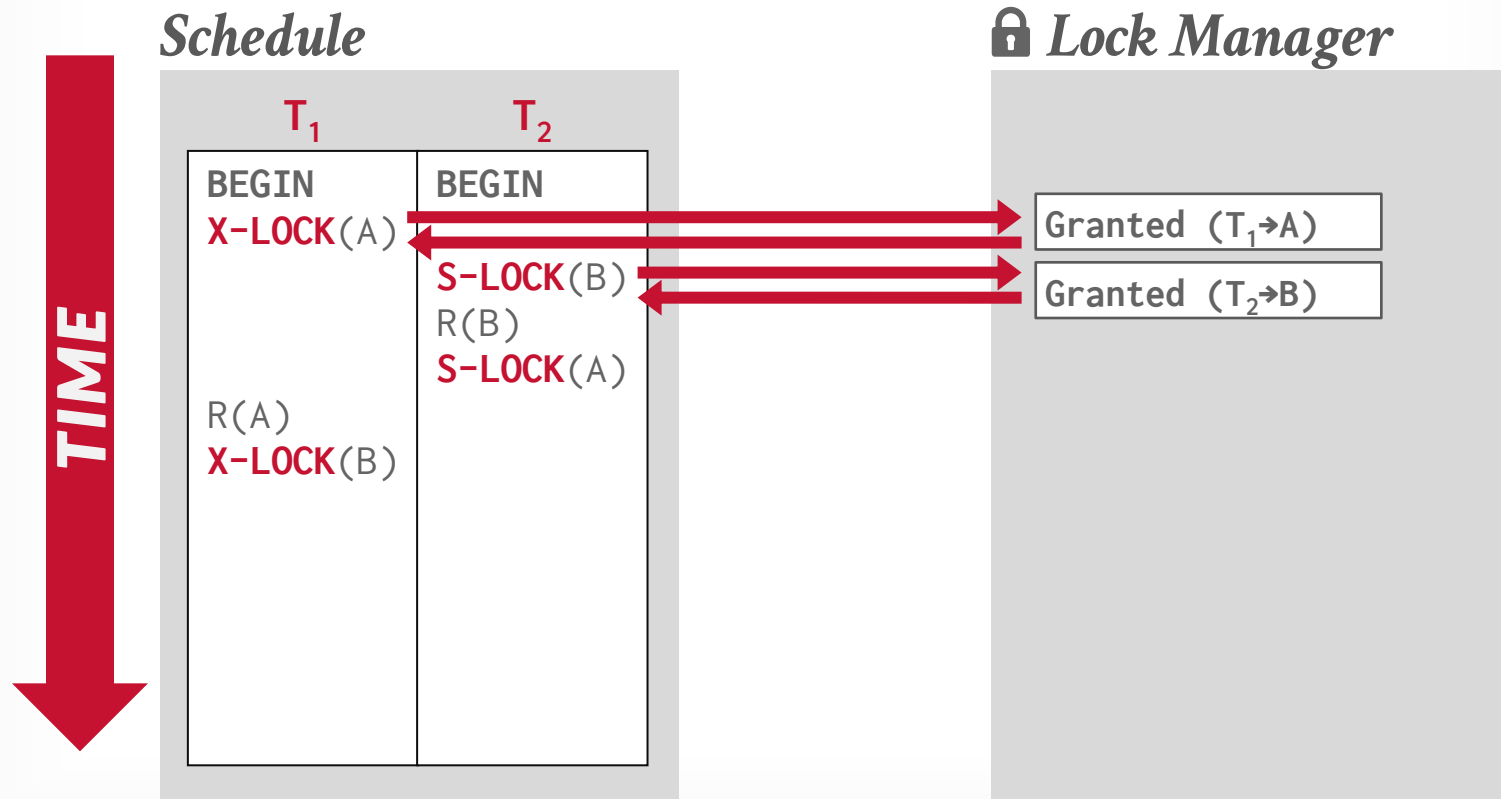 Schedule
Lock Manager
TIME
T₁ T₂
BEGIN BEGIN
X-LOCK(A)
Granted (T₁→A)
S-LOCK(B)
Granted (T₂→B)
R(B)
S-LOCK(A)
R(A)
X-LOCK(B)